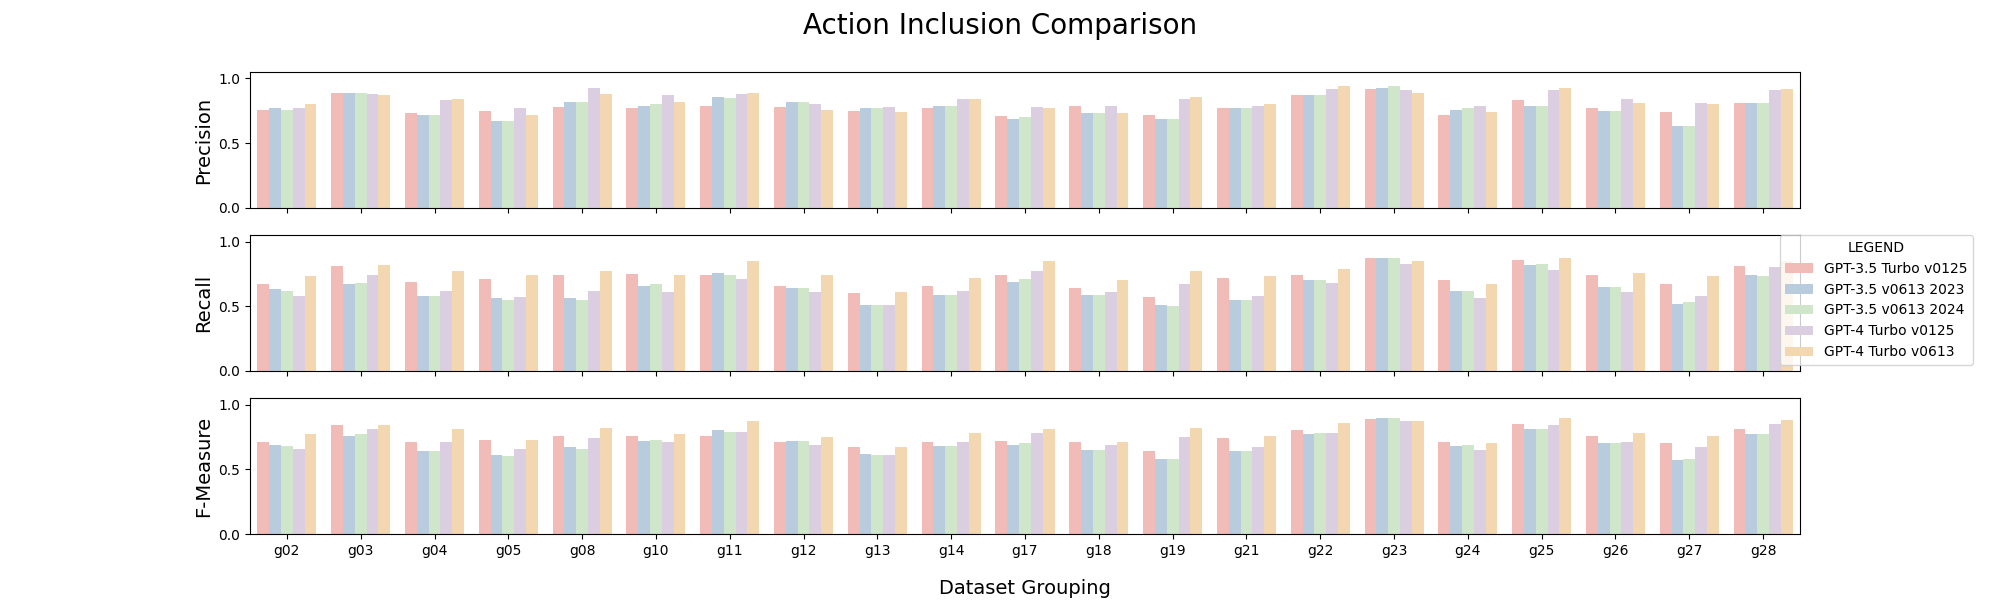 Action Inclusion Comparison
1.0
0.5
0.0
Precision
1.0
0.5
0.0
Recall
LEGEND
GPT-3.5 Turbo v0125
GPT-3.5 v0613 2023
GPT-3.5 v0613 2024
GPT-4 Turbo v0125
GPT-4 Turbo v0613
1.0
0.5
0.0
F-Measure
g02 g03 g04 g05 g08 g10 g11 g12 g13 g14 g17 g18 g19 g21 g22 g23 g24 g25 g26 g27 g28
Dataset Grouping